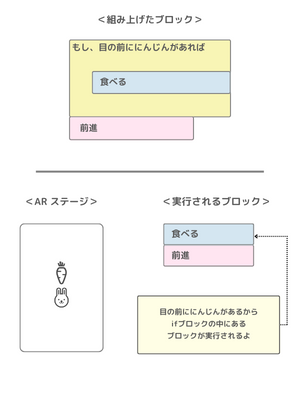 ＜組み上げたブロック＞
もし、目の前ににんじんがあれば
食べる
前進
＜AR ステージ＞
＜実行されるブロック＞
食べる
前進
目の前ににんじんがあるから
ifブロックの中にある
ブロックが実行されるよ